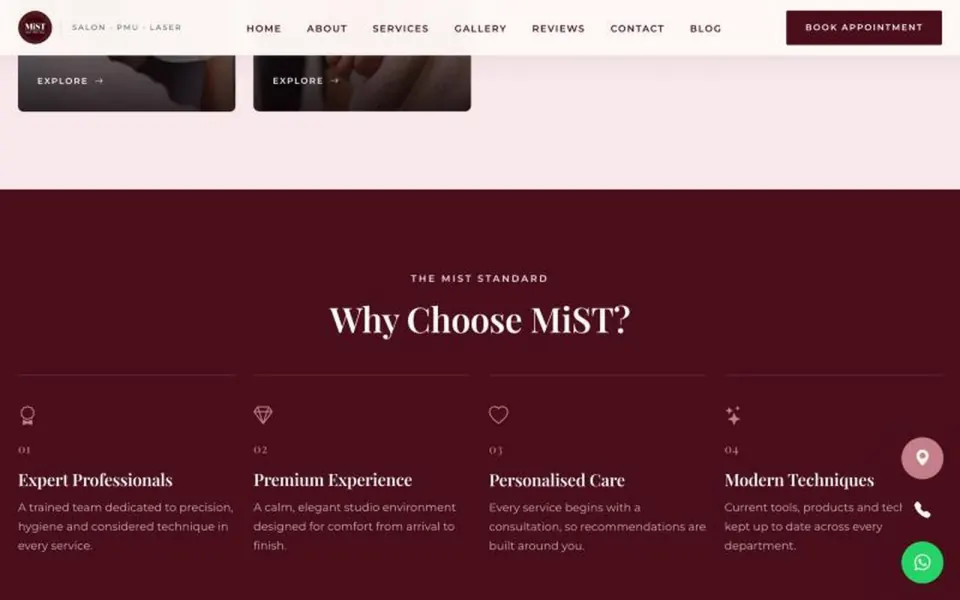 MiST
SALON · PMU · LASER
HOME
ABOUT
SERVICES
GALLERY
REVIEWS
CONTACT
BLOG
BOOK APPOINTMENT
EXPLORE →
EXPLORE →
THE MIST STANDARD
Why Choose MiST?
01
Expert Professionals
A trained team dedicated to precision,
hygiene and considered technique in
every service.
02
Premium Experience
A calm, elegant studio environment
designed for comfort from arrival to
finish.
03
Personalised Care
Every service begins with a
consultation, so recommendations are
built around you.
04
Modern Techniques
Current tools, products and tech
kept up to date across every
department.